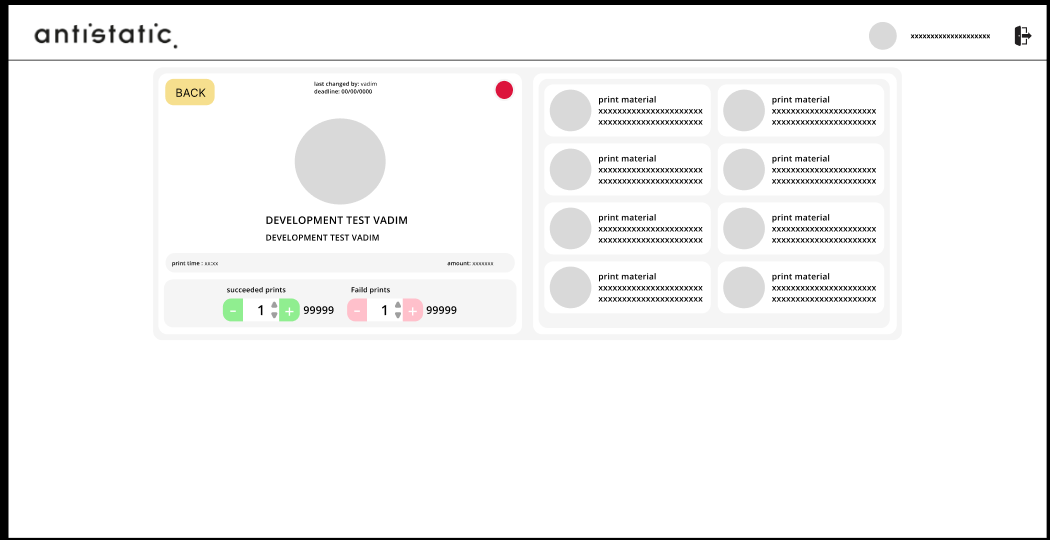 antistatic.
xxxxxxxxxxxxxxxxxxxx
BACK
last changed by: vadim
deadline: 00/00/0000
DEVELOPMENT TEST VADIM
DEVELOPMENT TEST VADIM
print time : xx:xx
amount: xxxxxxx
succeeded prints
- 1 + 99999
Faild prints
- 1 + 99999
print material
xxxxxxxxxxxxxxxxxxxxxx
xxxxxxxxxxxxxxxxxxxxxx
print material
xxxxxxxxxxxxxxxxxxxxxx
xxxxxxxxxxxxxxxxxxxxxx
print material
xxxxxxxxxxxxxxxxxxxxxx
xxxxxxxxxxxxxxxxxxxxxx
print material
xxxxxxxxxxxxxxxxxxxxxx
xxxxxxxxxxxxxxxxxxxxxx
print material
xxxxxxxxxxxxxxxxxxxxxx
xxxxxxxxxxxxxxxxxxxxxx
print material
xxxxxxxxxxxxxxxxxxxxxx
xxxxxxxxxxxxxxxxxxxxxx
print material
xxxxxxxxxxxxxxxxxxxxxx
xxxxxxxxxxxxxxxxxxxxxx
print material
xxxxxxxxxxxxxxxxxxxxxx
xxxxxxxxxxxxxxxxxxxxxx